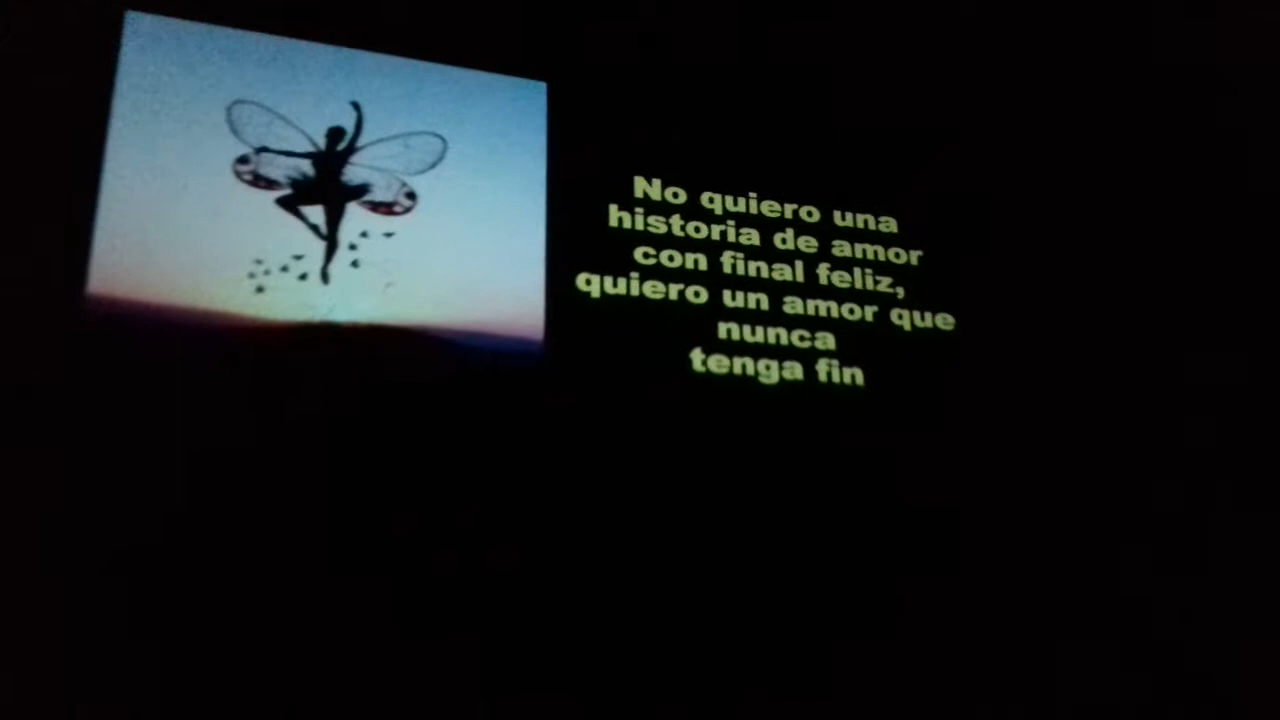 No quiero una
historia de amor
con final feliz,
quiero un amor que
nunca
tenga fin